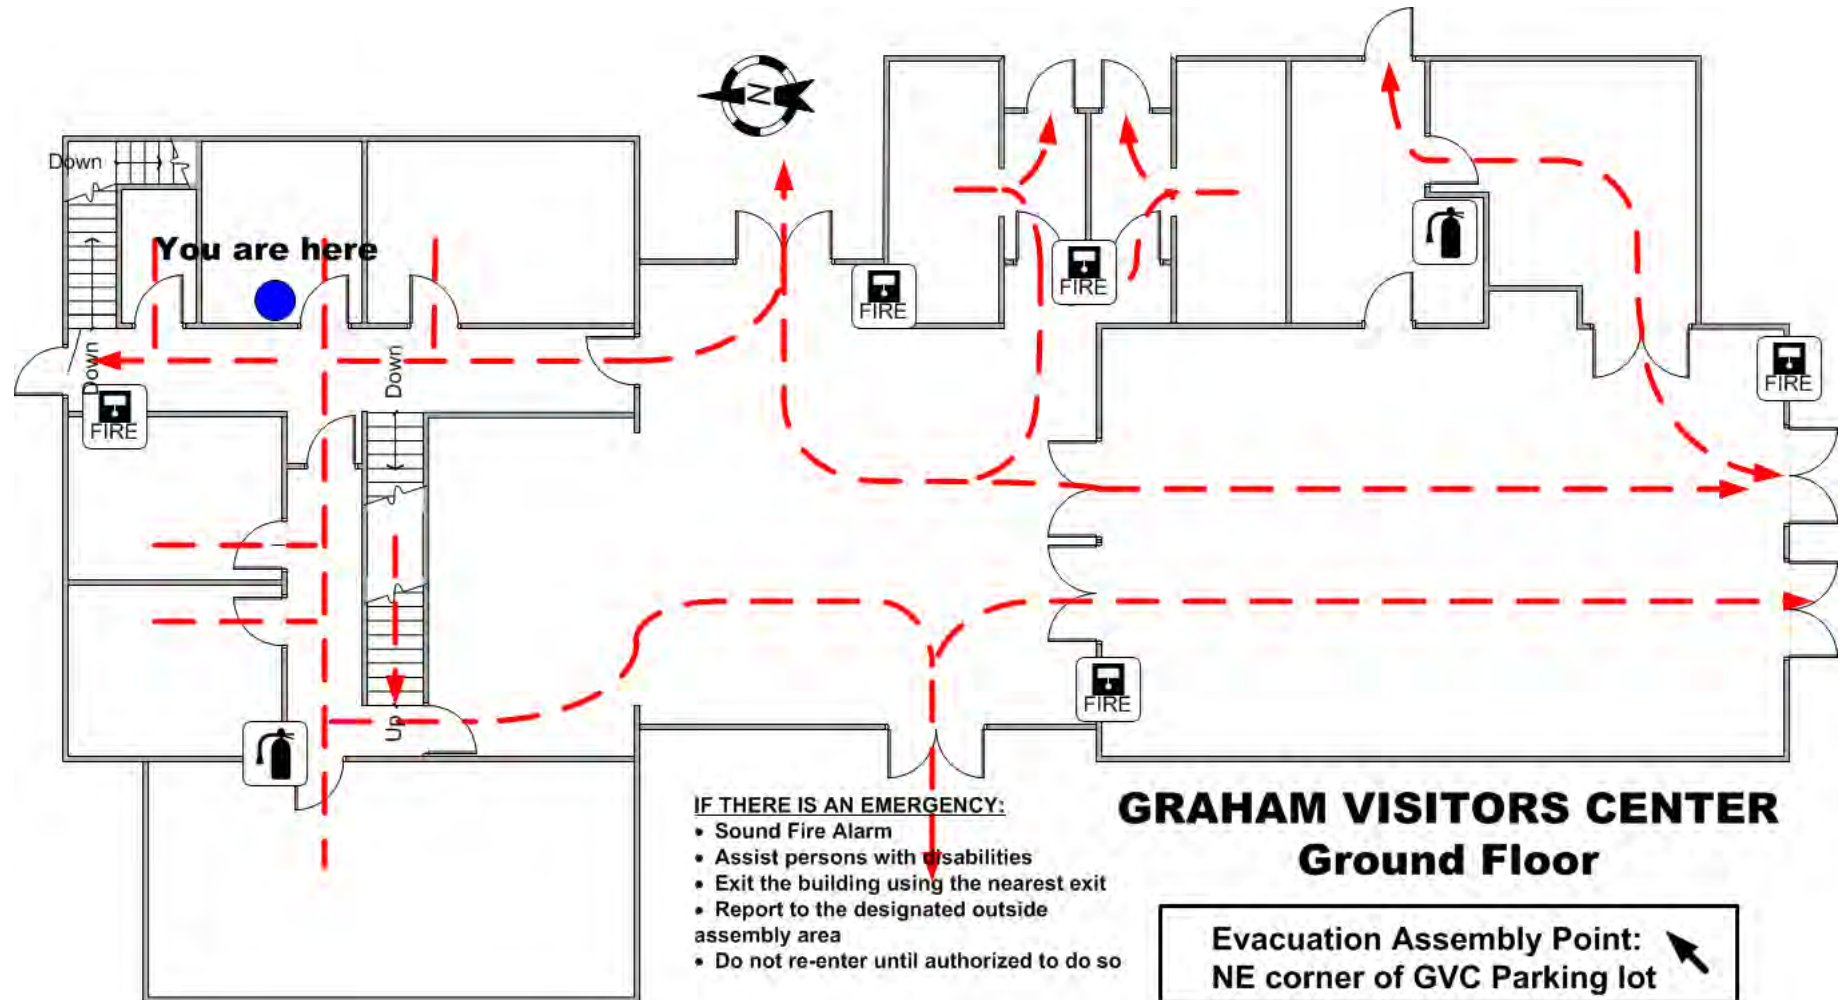 N
Down
You are here
Down
Down
FIRE
FIRE
FIRE
FIRE
FIRE
Up
IF THERE IS AN EMERGENCY:
• Sound Fire Alarm
• Assist persons with disabilities
• Exit the building using the nearest exit
• Report to the designated outside
assembly area
• Do not re-enter until authorized to do so
GRAHAM VISITORS CENTER
Ground Floor
Evacuation Assembly Point:
NE corner of GVC Parking lot